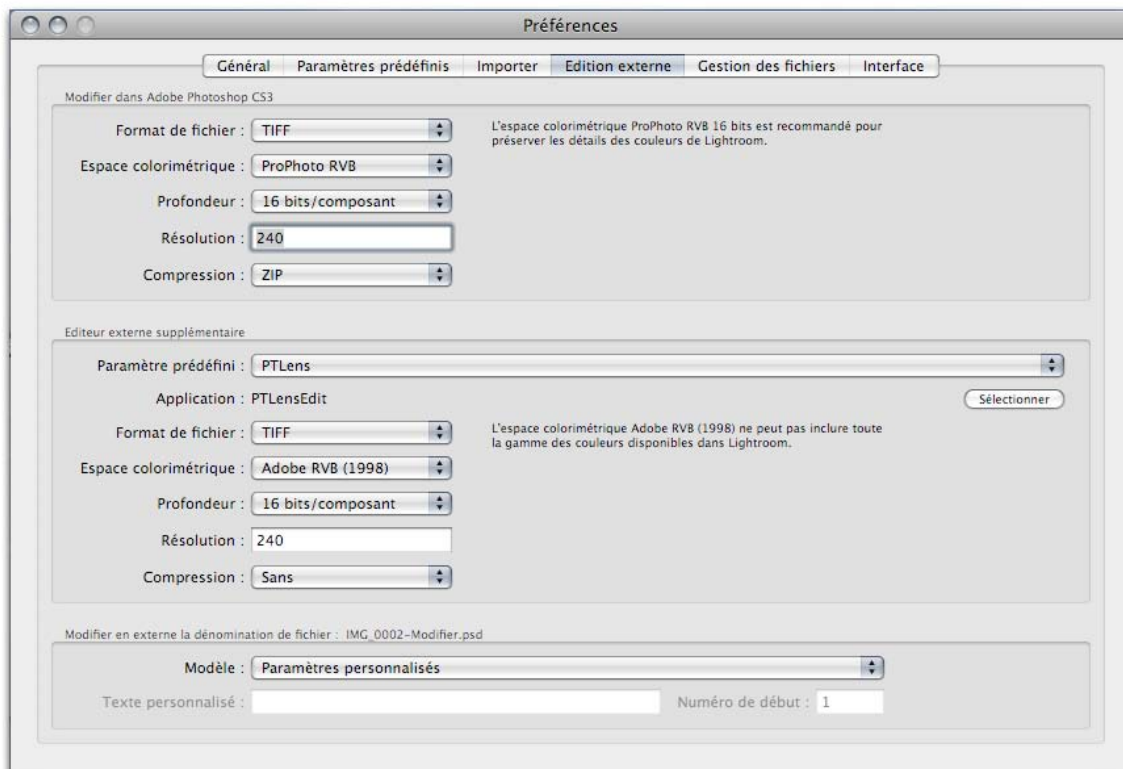 Préférences
Général Paramètres prédéfinis Importer Edition externe Gestion des fichiers Interface
Modifier dans Adobe Photoshop CS3
Format de fichier : TIFF
L'espace colorimétrique ProPhoto RVB 16 bits est recommandé pour
préserver les détails des couleurs de Lightroom.
Espace colorimétrique : ProPhoto RVB
Profondeur : 16 bits/composant
Résolution : 240
Compression : ZIP
Editeur externe supplémentaire
Paramètre prédéfini : PTLens
Application : PTLensEdit
Sélectionner
Format de fichier : TIFF
L'espace colorimétrique Adobe RVB (1998) ne peut pas inclure toute
la gamme des couleurs disponibles dans Lightroom.
Espace colorimétrique : Adobe RVB (1998)
Profondeur : 16 bits/composant
Résolution : 240
Compression : Sans
Modifier en externe la dénomination de fichier : IMG_0002-Modifier.psd
Modèle : Paramètres personnalisés
Texte personnalisé :
Numéro de début : 1